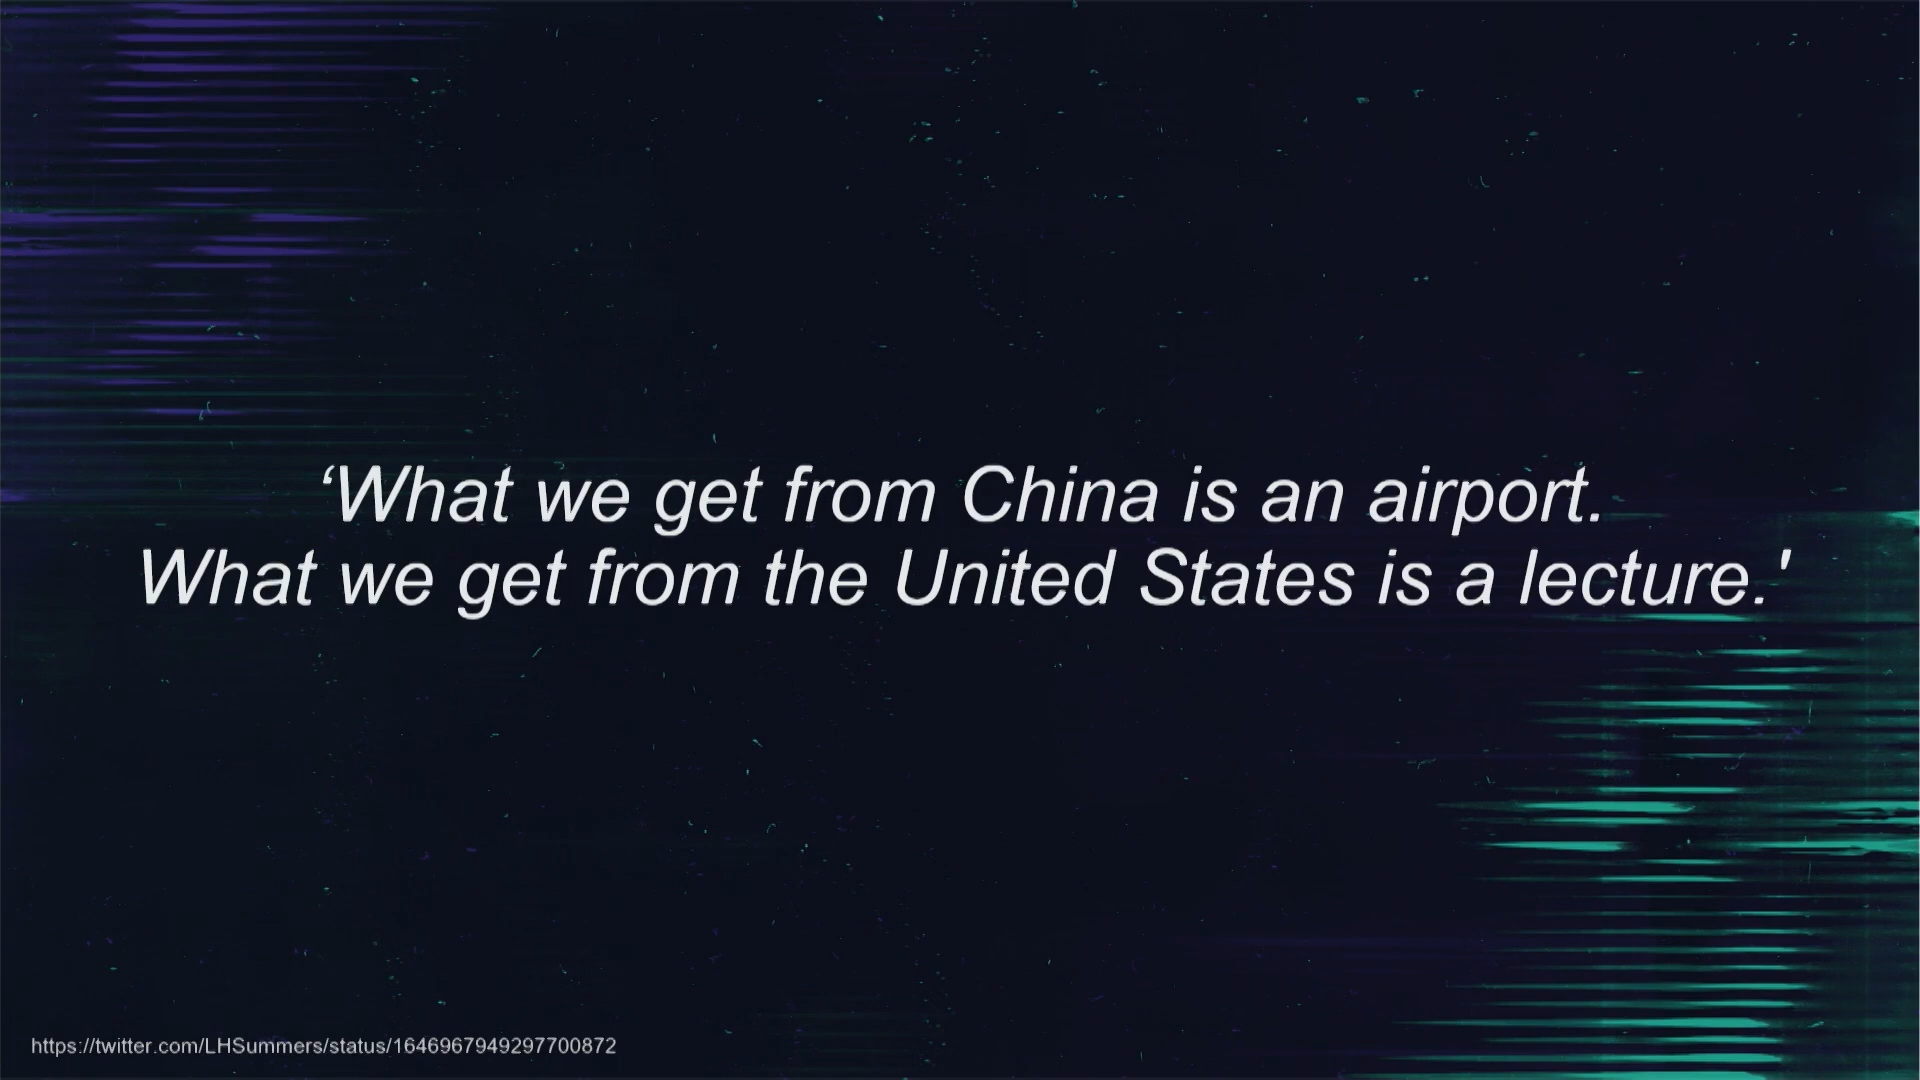 ‘What we get from China is an airport.
What we get from the United States is a lecture.'
https://twitter.com/LHSummers/status/1646967949297700872